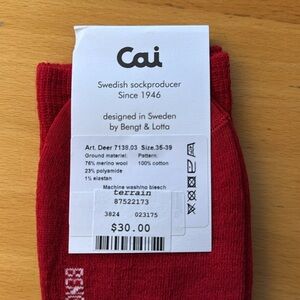 Cai
Swedish sockproducer
Since 1946
designed in Sweden
by Bengt & Lotta
Art. Deer 7138.03 Size.35-39
Ground material: Pattern:
76% merino wool 100% cotton
23% polyamide
1% elastan
Machine washing bleach
terrain
87522173
3824 023175
$30.00
BENG